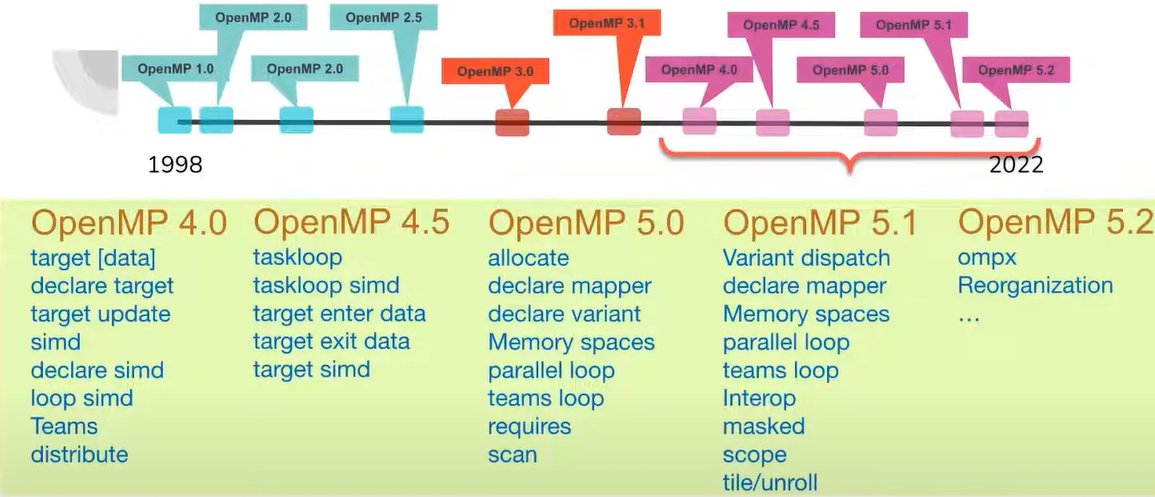 OpenMP 2.0
OpenMP 2.5
OpenMP 3.1
OpenMP 4.5
OpenMP 5.1
OpenMP 1.0
OpenMP 2.0
OpenMP 3.0
OpenMP 4.0
OpenMP 5.0
OpenMP 5.2
1998
2022
OpenMP 4.0
target [data]
declare target
target update
simd
declare simd
loop simd
Teams
distribute
OpenMP 4.5
taskloop
taskloop simd
target enter data
target exit data
target simd
OpenMP 5.0
allocate
declare mapper
declare variant
Memory spaces
parallel loop
teams loop
requires
scan
OpenMP 5.1
Variant dispatch
declare mapper
Memory spaces
parallel loop
teams loop
Interop
masked
scope
tile/unroll
OpenMP 5.2
ompx
Reorganization
…